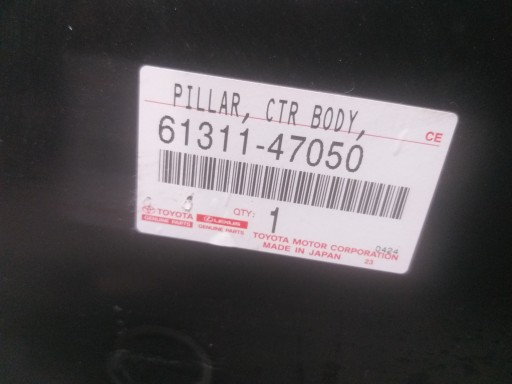 PILLAR, CTR BODY,
CE
61311-47050
TOYOTA
GENUINE PARTS
LEXUS
GENUINE PARTS
QTY:
1
TOYOTA MOTOR CORPORATION
MADE IN JAPAN
0424
23